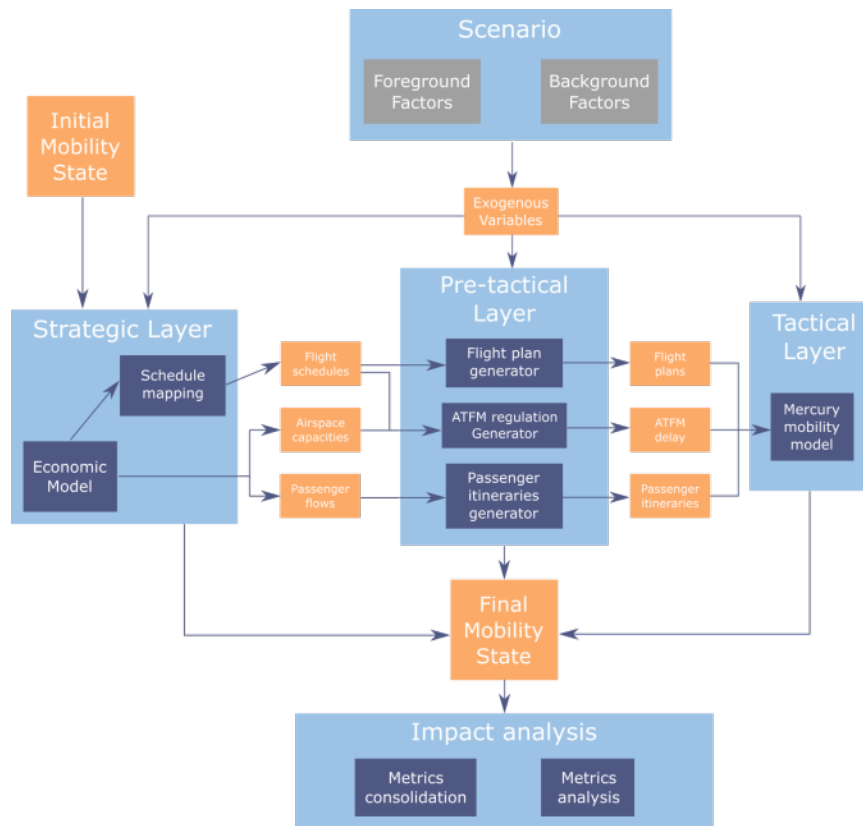 Scenario
Foreground
Factors
Background
Factors
Initial
Mobility
State
Exogenous
Variables
Strategic Layer
Schedule
mapping
Economic
Model
Flight
schedules
Airspace
capacities
Passenger
flows
Pre-tactical
Layer
Flight plan
generator
ATFM regulation
Generator
Passenger
itineraries
generator
Flight
plans
ATFM
delay
Passenger
itineraries
Tactical
Layer
Mercury
mobility
model
Final
Mobility
State
Impact analysis
Metrics
consolidation
Metrics
analysis